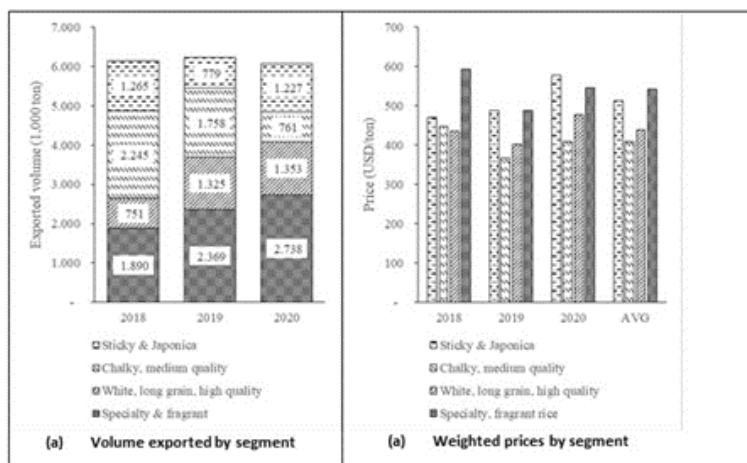 7.000
6.000
5.000
4.000
3.000
2.000
1.000
-
Exported volume (1,000 ton)
1.265
2.245
751
1.890
779
1.758
1.325
2.369
1.227
761
1.353
2.738
2018 2019 2020
Sticky & Japonica
Chalky, medium quality
White, long grain, high quality
Specialty & fragrant
(a) Volume exported by segment
700
600
500
400
300
200
100
-
Price (USD/ton)
2018 2019 2020 AVG
Sticky & Japonica
Chalky, medium quality
White, long grain, high quality
Specialty, fragrant rice
(a) Weighted prices by segment